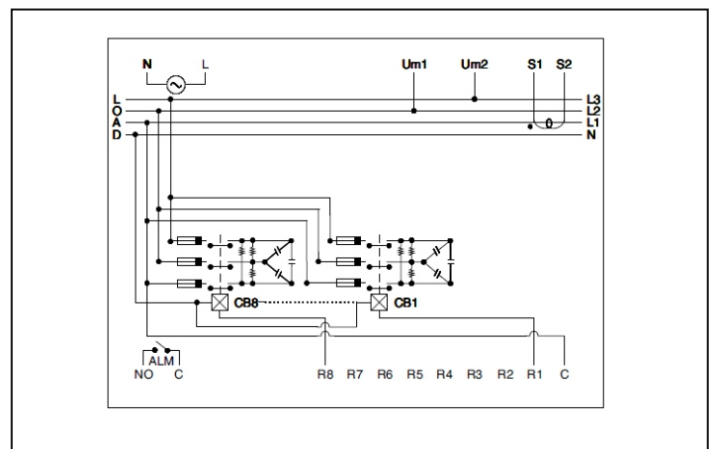 N L Um1 Um2 S1 S2
L L3
O L2
A L1
D N
CB8 CB1
ALM
NO C R8 R7 R6 R5 R4 R3 R2 R1 C